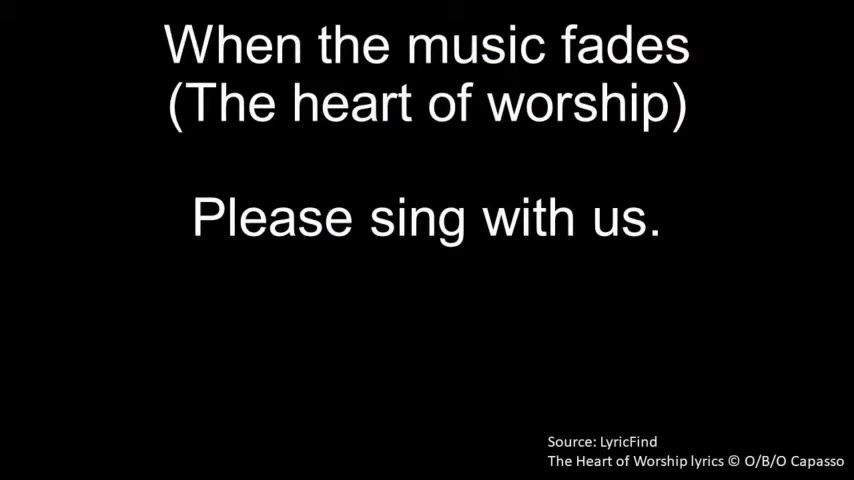 When the music fades
(The heart of worship)
Please sing with us.
Source: LyricFind
The Heart of Worship lyrics © O/B/O Capasso